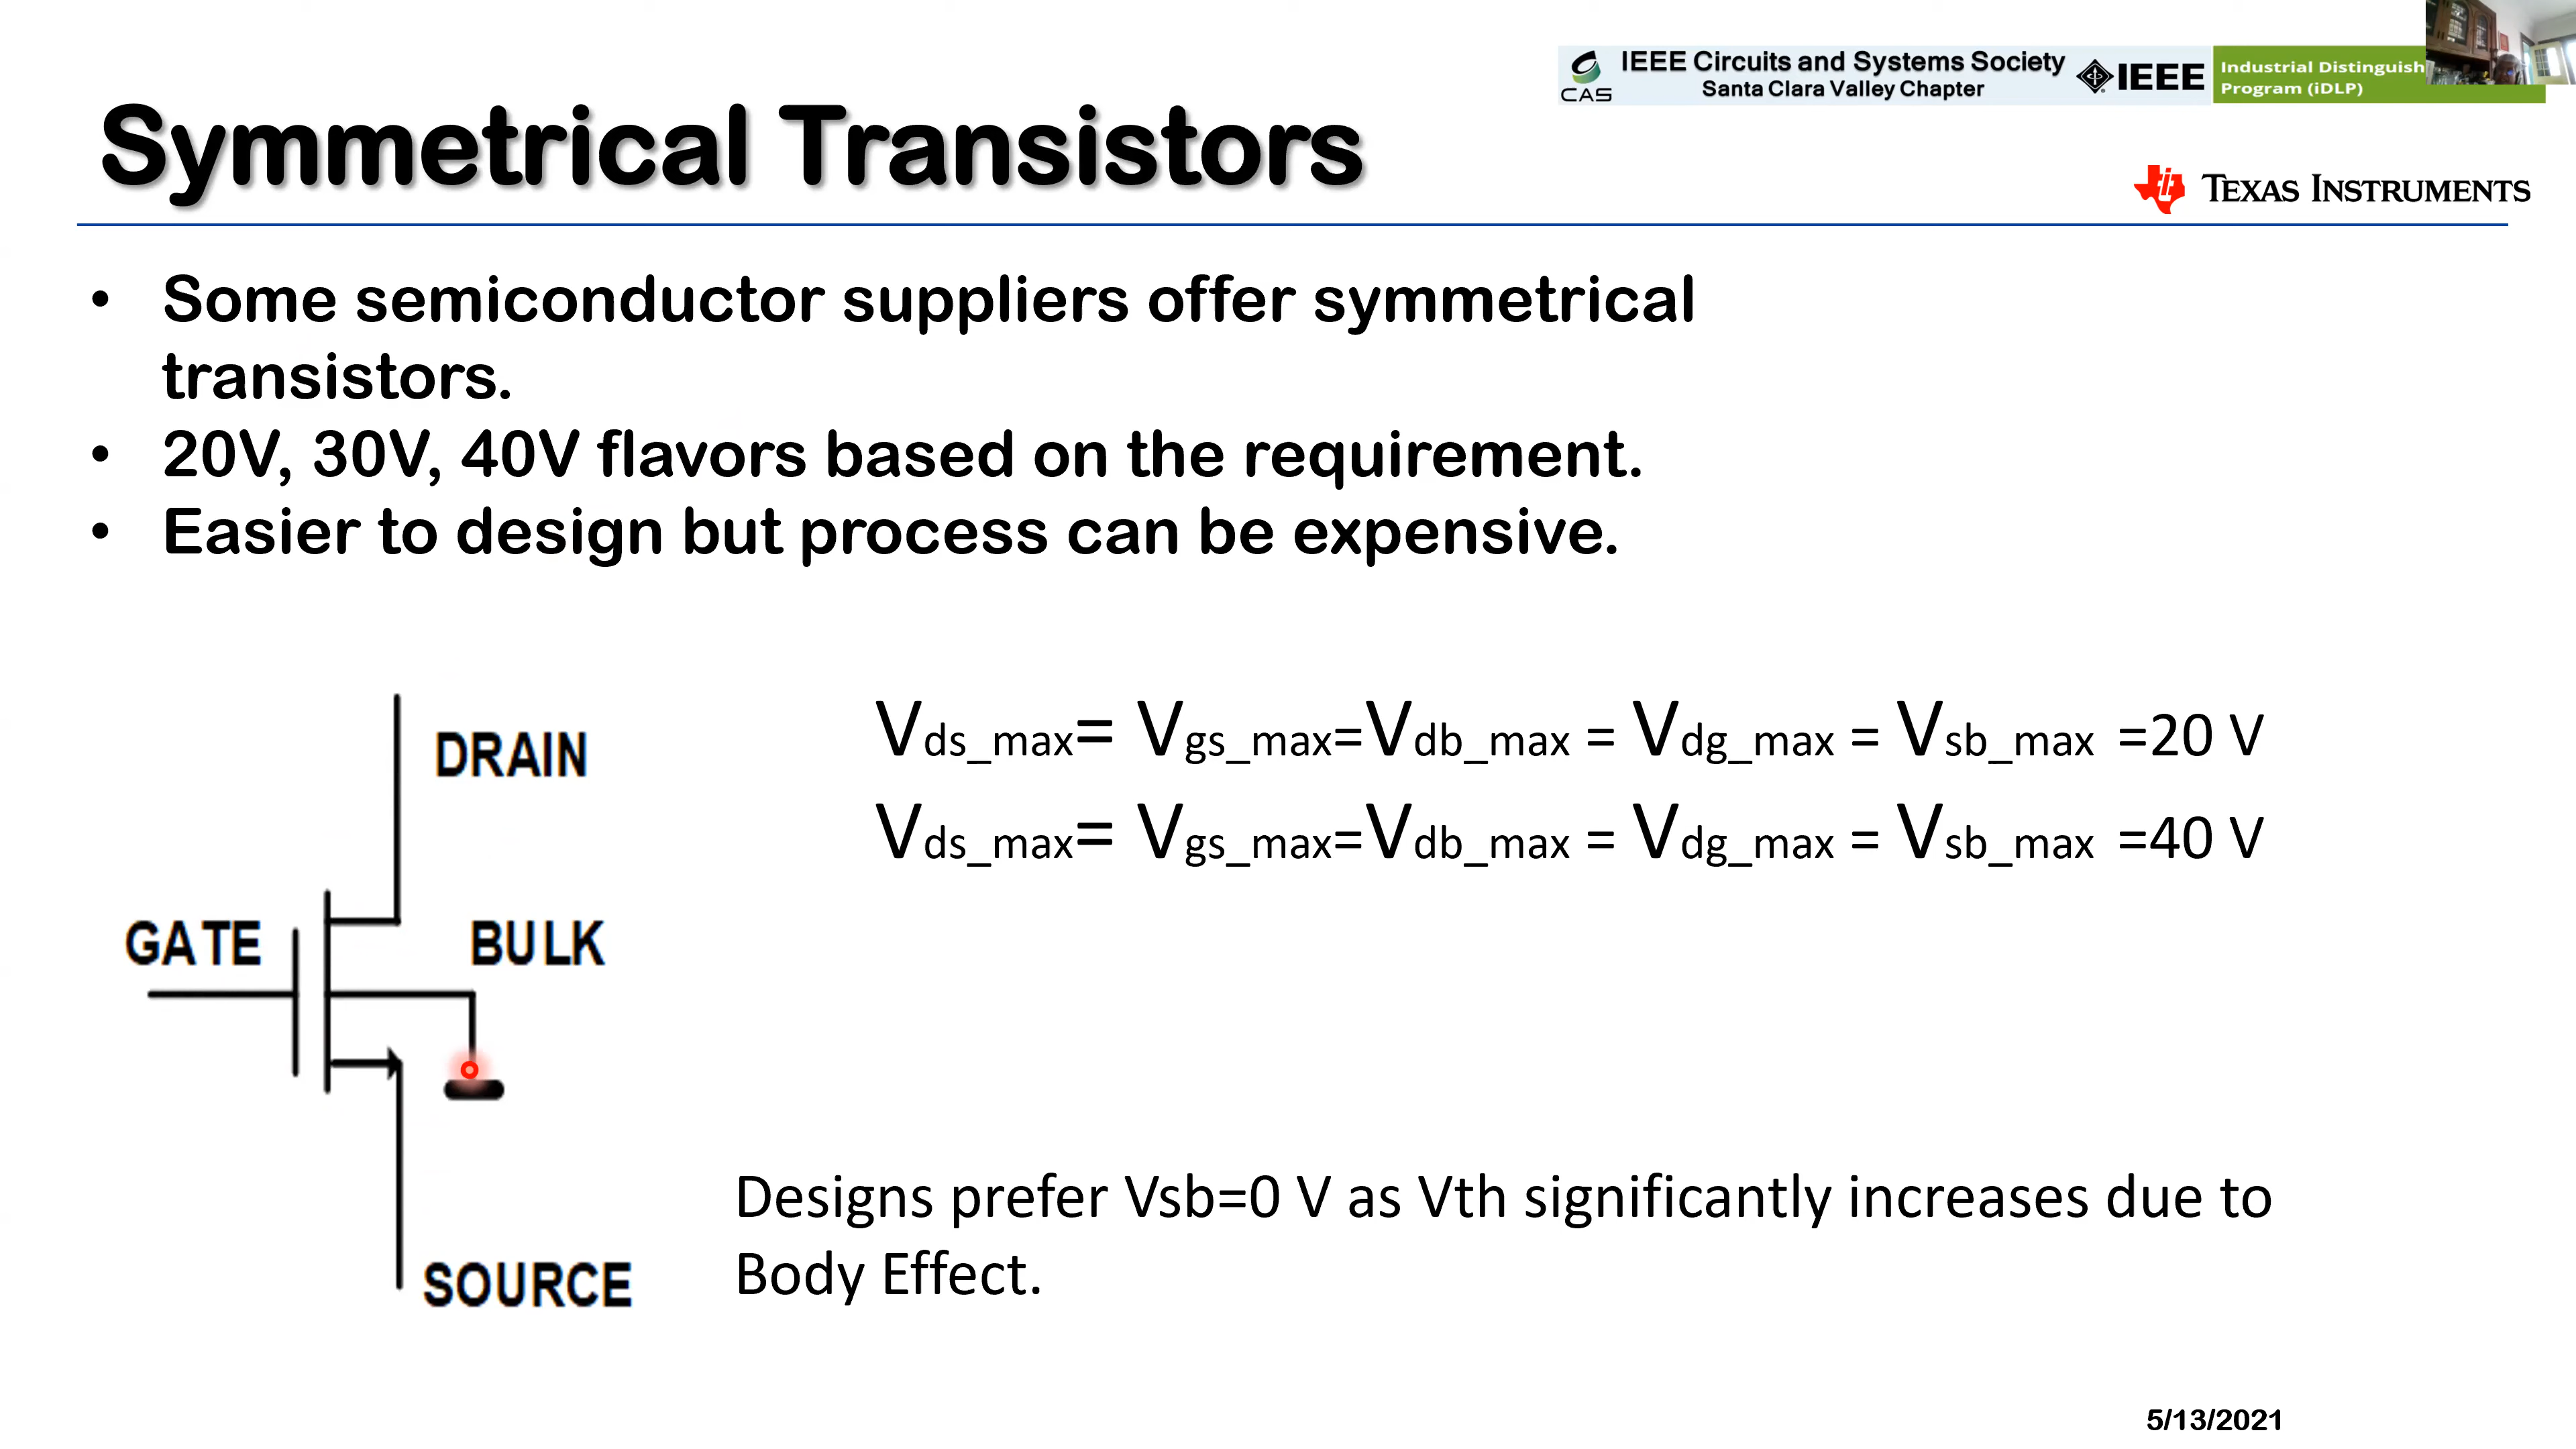 IEEE Circuits and Systems Society
Santa Clara Valley Chapter
CAS
IEEE
Industrial Distinguish
Program (iDLP)
Symmetrical Transistors
TEXAS INSTRUMENTS
• Some semiconductor suppliers offer symmetrical
transistors.
• 20V, 30V, 40V flavors based on the requirement.
• Easier to design but process can be expensive.
Vds_max= Vgs_max=Vdb_max = Vdg_max = Vsb_max =20 V
Vds_max= Vgs_max=Vdb_max = Vdg_max = Vsb_max =40 V
DRAIN
GATE
BULK
SOURCE
Designs prefer Vsb=0 V as Vth significantly increases due to
Body Effect.
5/13/2021